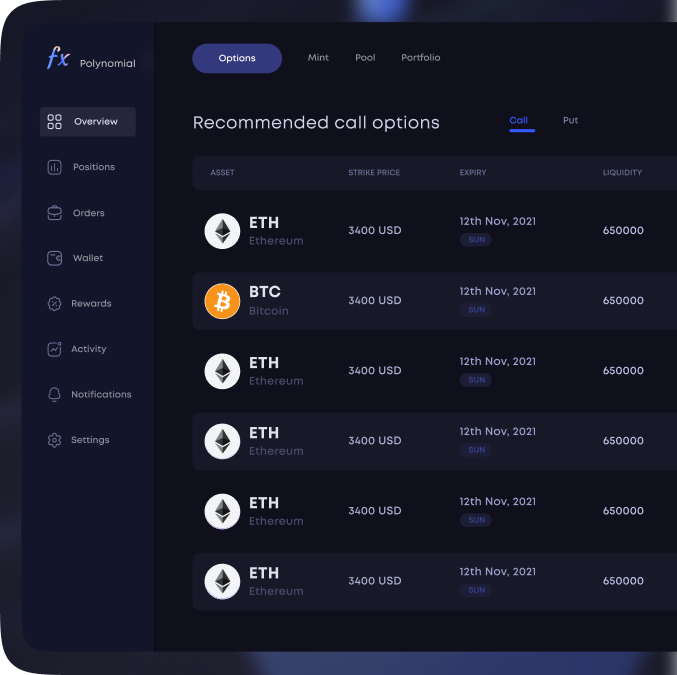 fx Polynomial
Options Mint Pool Portfolio
Overview
Positions
Orders
Wallet
Rewards
Activity
Notifications
Settings
Recommended call options
Call Put
ASSET STRIKE PRICE EXPIRY LIQUIDITY
ETH
Ethereum
3400 USD
12th Nov, 2021
SUN
650000
BTC
Bitcoin
3400 USD
12th Nov, 2021
SUN
650000
ETH
Ethereum
3400 USD
12th Nov, 2021
SUN
650000
ETH
Ethereum
3400 USD
12th Nov, 2021
SUN
650000
ETH
Ethereum
3400 USD
12th Nov, 2021
SUN
650000
ETH
Ethereum
3400 USD
12th Nov, 2021
SUN
650000